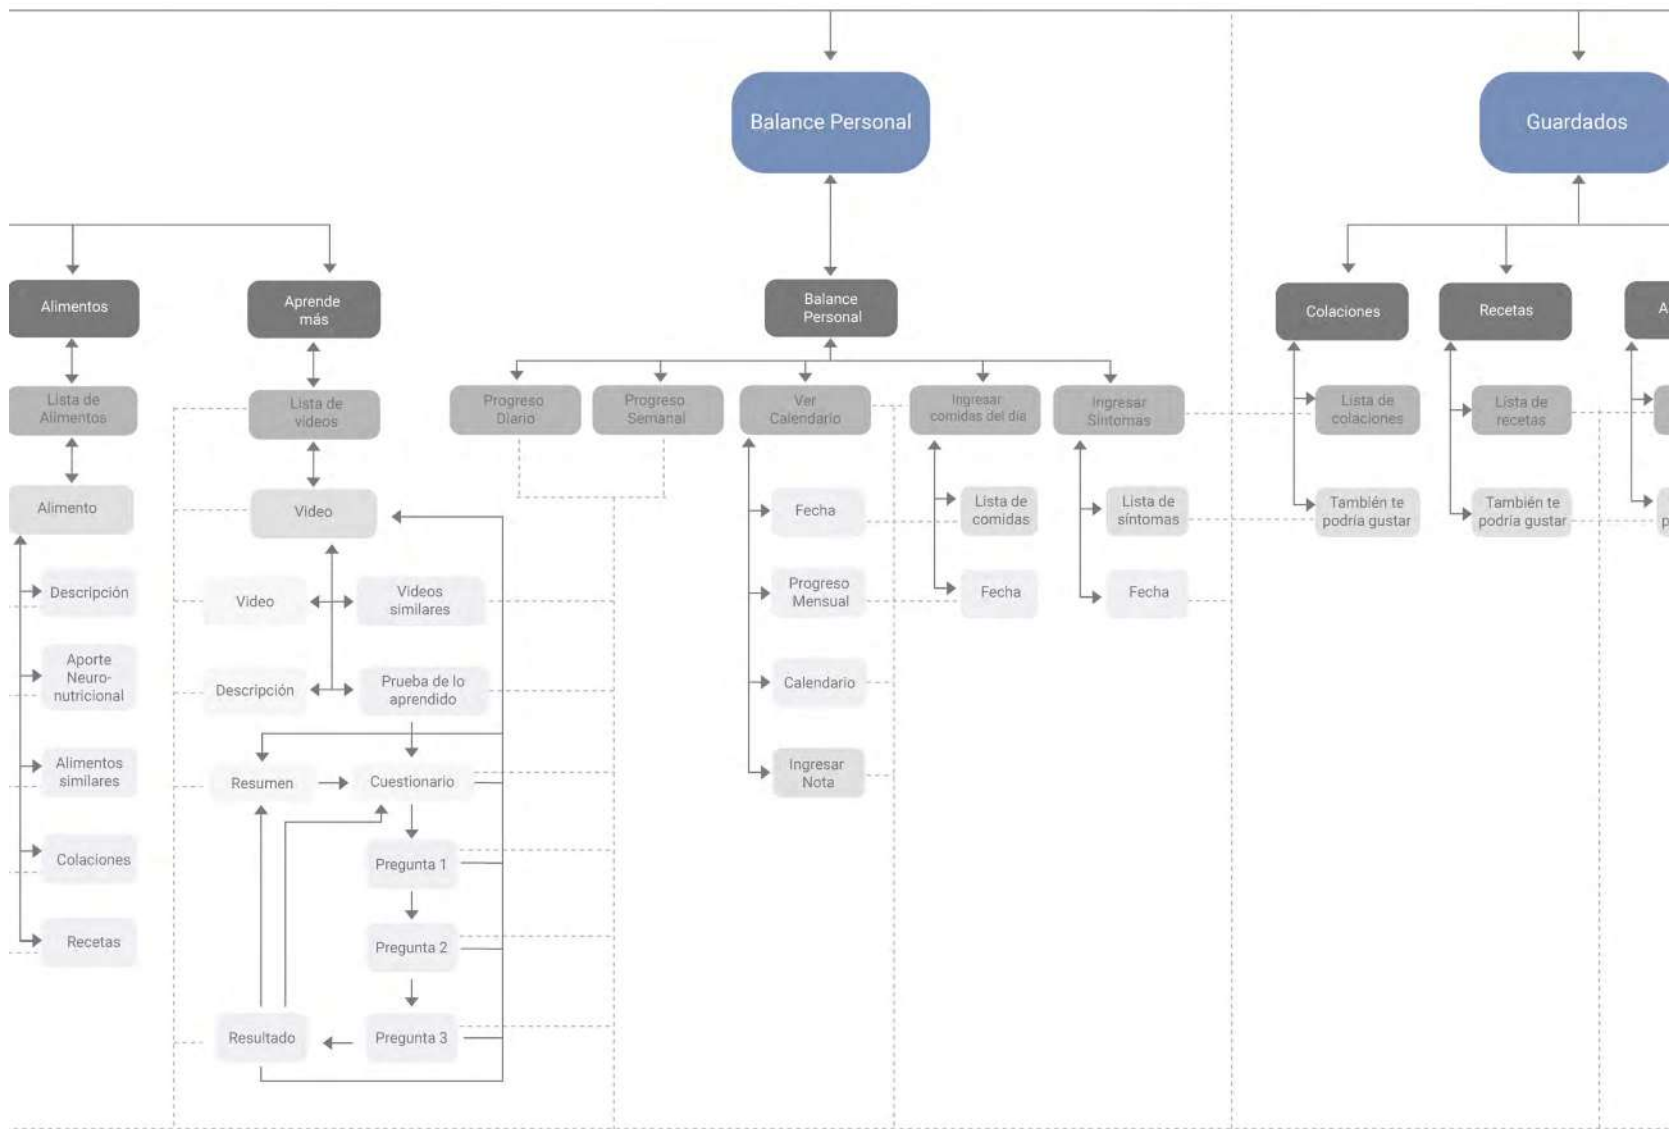 Balance Personal
Guardados
Alimentos
Aprende
más
Balance
Personal
Colaciones
Recetas
A
Lista de
Alimentos
Lista de
videos
Progreso
Diario
Progreso
Semanal
Ver
Calendario
Ingresar
comidas del día
Ingresar
Síntomas
Lista de
colaciones
Lista de
recetas
Alimento
Video
Fecha
Lista de
comidas
Lista de
síntomas
También te
podría gustar
También te
podría gustar
p
Descripción
Video
Videos
similares
Progreso
Mensual
Fecha
Fecha
Aporte
Neuro-
nutricional
Descripción
Prueba de lo
aprendido
Calendario
Alimentos
similares
Resumen
Cuestionario
Ingresar
Nota
Colaciones
Pregunta 1
Recetas
Pregunta 2
Resultado
Pregunta 3